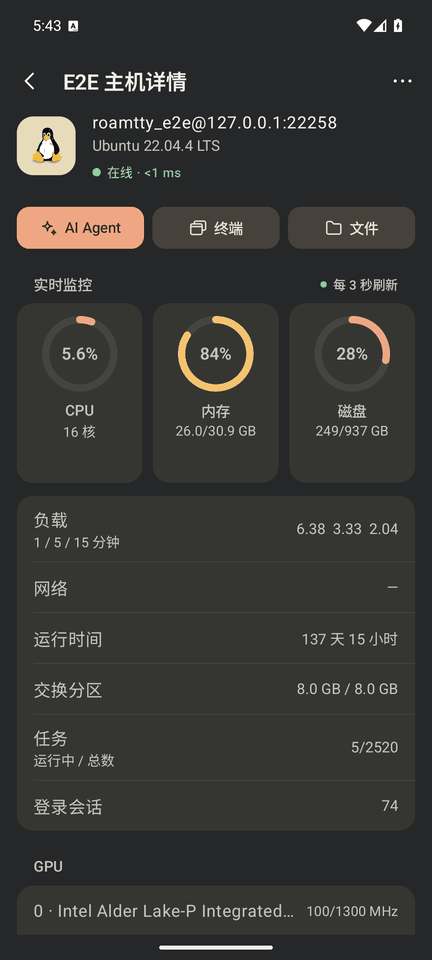 5:43 A
E2E 主机详情
roamtty_e2e@127.0.0.1:22258
Ubuntu 22.04.4 LTS
在线 · <1 ms
AI Agent
终端
文件
实时监控
每 3 秒刷新
5.6%
84%
28%
CPU
内存
磁盘
16 核
26.0/30.9 GB
249/937 GB
负载
1 / 5 / 15 分钟
6.38 3.33 2.04
网络
—
运行时间
137 天 15 小时
交换分区
8.0 GB / 8.0 GB
任务
运行中 / 总数
5/2520
登录会话
74
GPU
0 · Intel Alder Lake-P Integrated…
100/1300 MHz